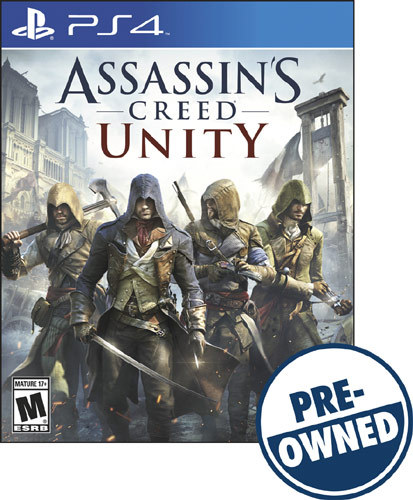 PS4
ASSASSIN'S
CREED
UNITY
MATURE 17+
M
ESRB
PRE-
OWNED